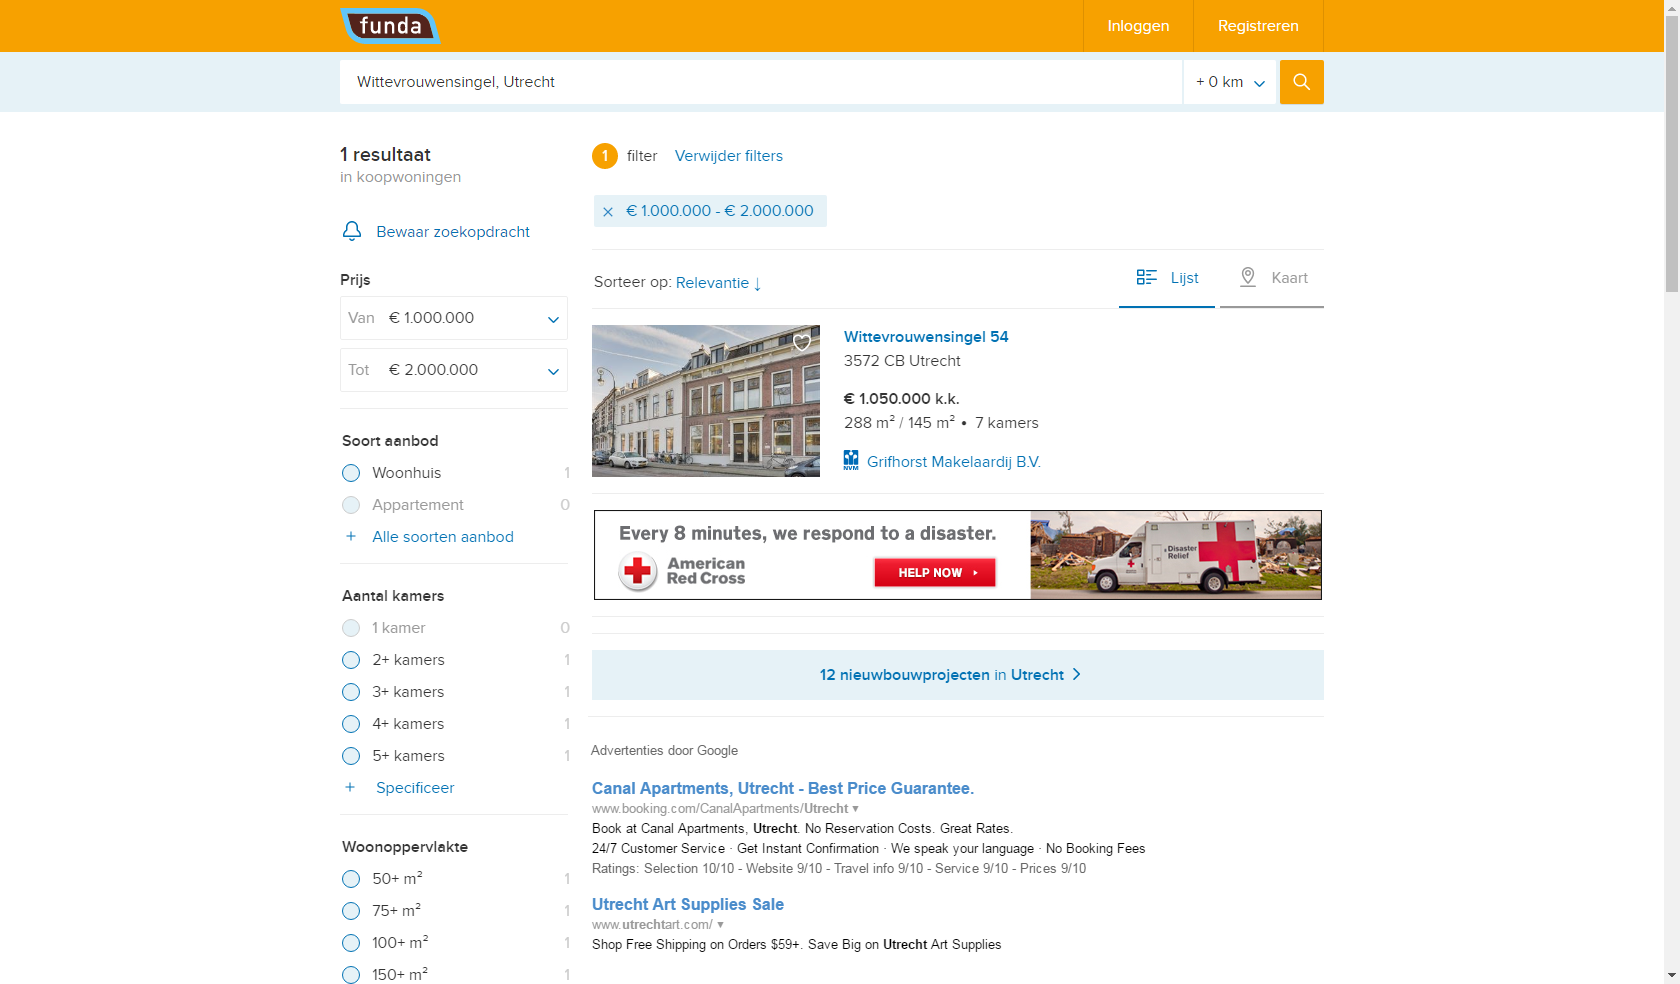 funda
Inloggen
Registreren
Wittevrouwensingel, Utrecht
+ 0 km
1 resultaat
in koopwoningen
Bewaar zoekopdracht
Prijs
Van € 1.000.000
Tot € 2.000.000
Soort aanbod
Woonhuis 1
Appartement 0
+ Alle soorten aanbod
Aantal kamers
1 kamer 0
2+ kamers 1
3+ kamers 1
4+ kamers 1
5+ kamers 1
+ Specificeer
Woonoppervlakte
50+ m² 1
75+ m² 1
100+ m² 1
150+ m² 1
1 filter Verwijder filters
× € 1.000.000 - € 2.000.000
Sorteer op: Relevantie ↓
Lijst
Kaart
Wittevrouwensingel 54
3572 CB Utrecht
€ 1.050.000 k.k.
288 m² / 145 m² • 7 kamers
NVM Grifhorst Makelaardij B.V.
Every 8 minutes, we respond to a disaster.
American
Red Cross
HELP NOW
Disaster
Relief
12 nieuwbouwprojecten in Utrecht >
Advertenties door Google
Canal Apartments, Utrecht - Best Price Guarantee.
www.booking.com/CanalApartments/Utrecht ▼
Book at Canal Apartments, Utrecht. No Reservation Costs. Great Rates.
24/7 Customer Service · Get Instant Confirmation · We speak your language · No Booking Fees
Ratings: Selection 10/10 - Website 9/10 - Travel info 9/10 - Service 9/10 - Prices 9/10
Utrecht Art Supplies Sale
www.utrechtart.com/ ▼
Shop Free Shipping on Orders $59+. Save Big on Utrecht Art Supplies